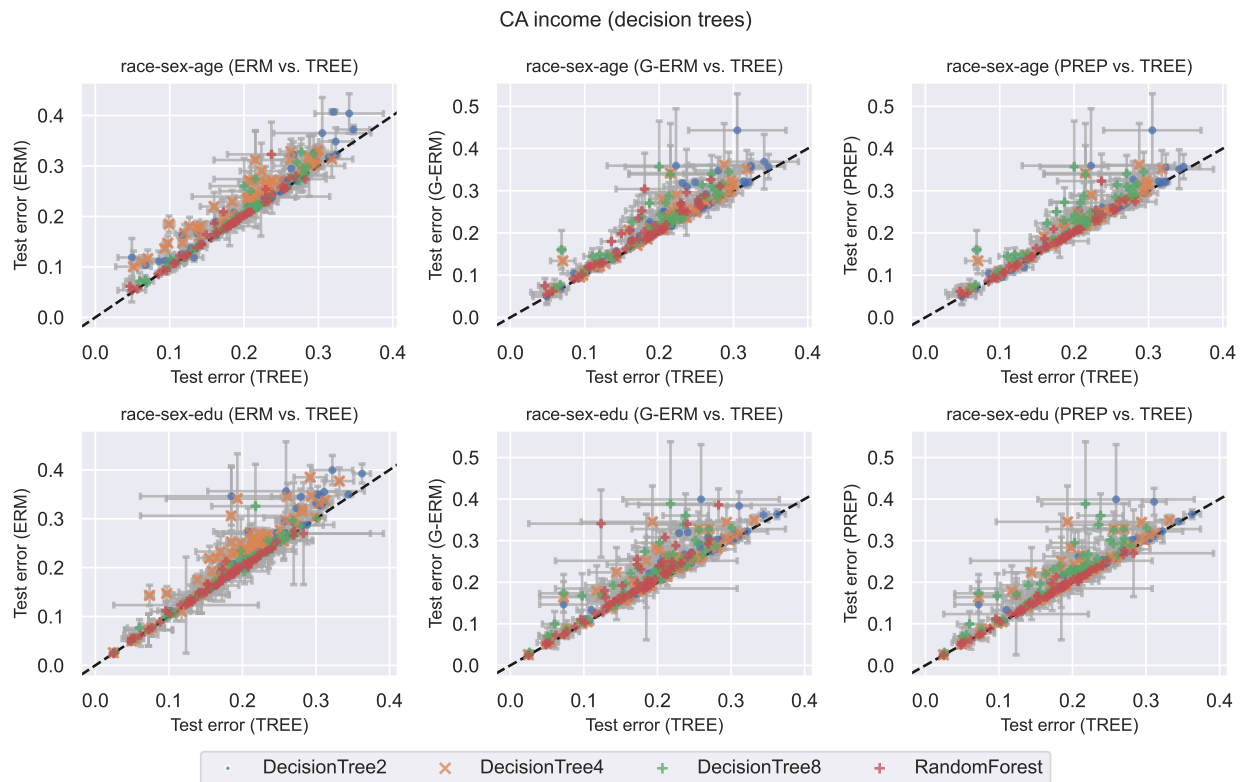 CA income (decision trees)
race-sex-age (ERM vs. TREE)
Test error (ERM)
0.4
0.3
0.2
0.1
0.0
0.0 0.1 0.2 0.3 0.4
Test error (TREE)
race-sex-age (G-ERM vs. TREE)
Test error (G-ERM)
0.5
0.4
0.3
0.2
0.1
0.0
0.0 0.1 0.2 0.3 0.4
Test error (TREE)
race-sex-age (PREP vs. TREE)
Test error (PREP)
0.5
0.4
0.3
0.2
0.1
0.0
0.0 0.1 0.2 0.3 0.4
Test error (TREE)
race-sex-edu (ERM vs. TREE)
Test error (ERM)
0.4
0.3
0.2
0.1
0.0
0.0 0.1 0.2 0.3 0.4
Test error (TREE)
race-sex-edu (G-ERM vs. TREE)
Test error (G-ERM)
0.5
0.4
0.3
0.2
0.1
0.0
0.0 0.1 0.2 0.3 0.4
Test error (TREE)
race-sex-edu (PREP vs. TREE)
Test error (PREP)
0.5
0.4
0.3
0.2
0.1
0.0
0.0 0.1 0.2 0.3 0.4
Test error (TREE)
DecisionTree2 DecisionTree4 DecisionTree8 RandomForest